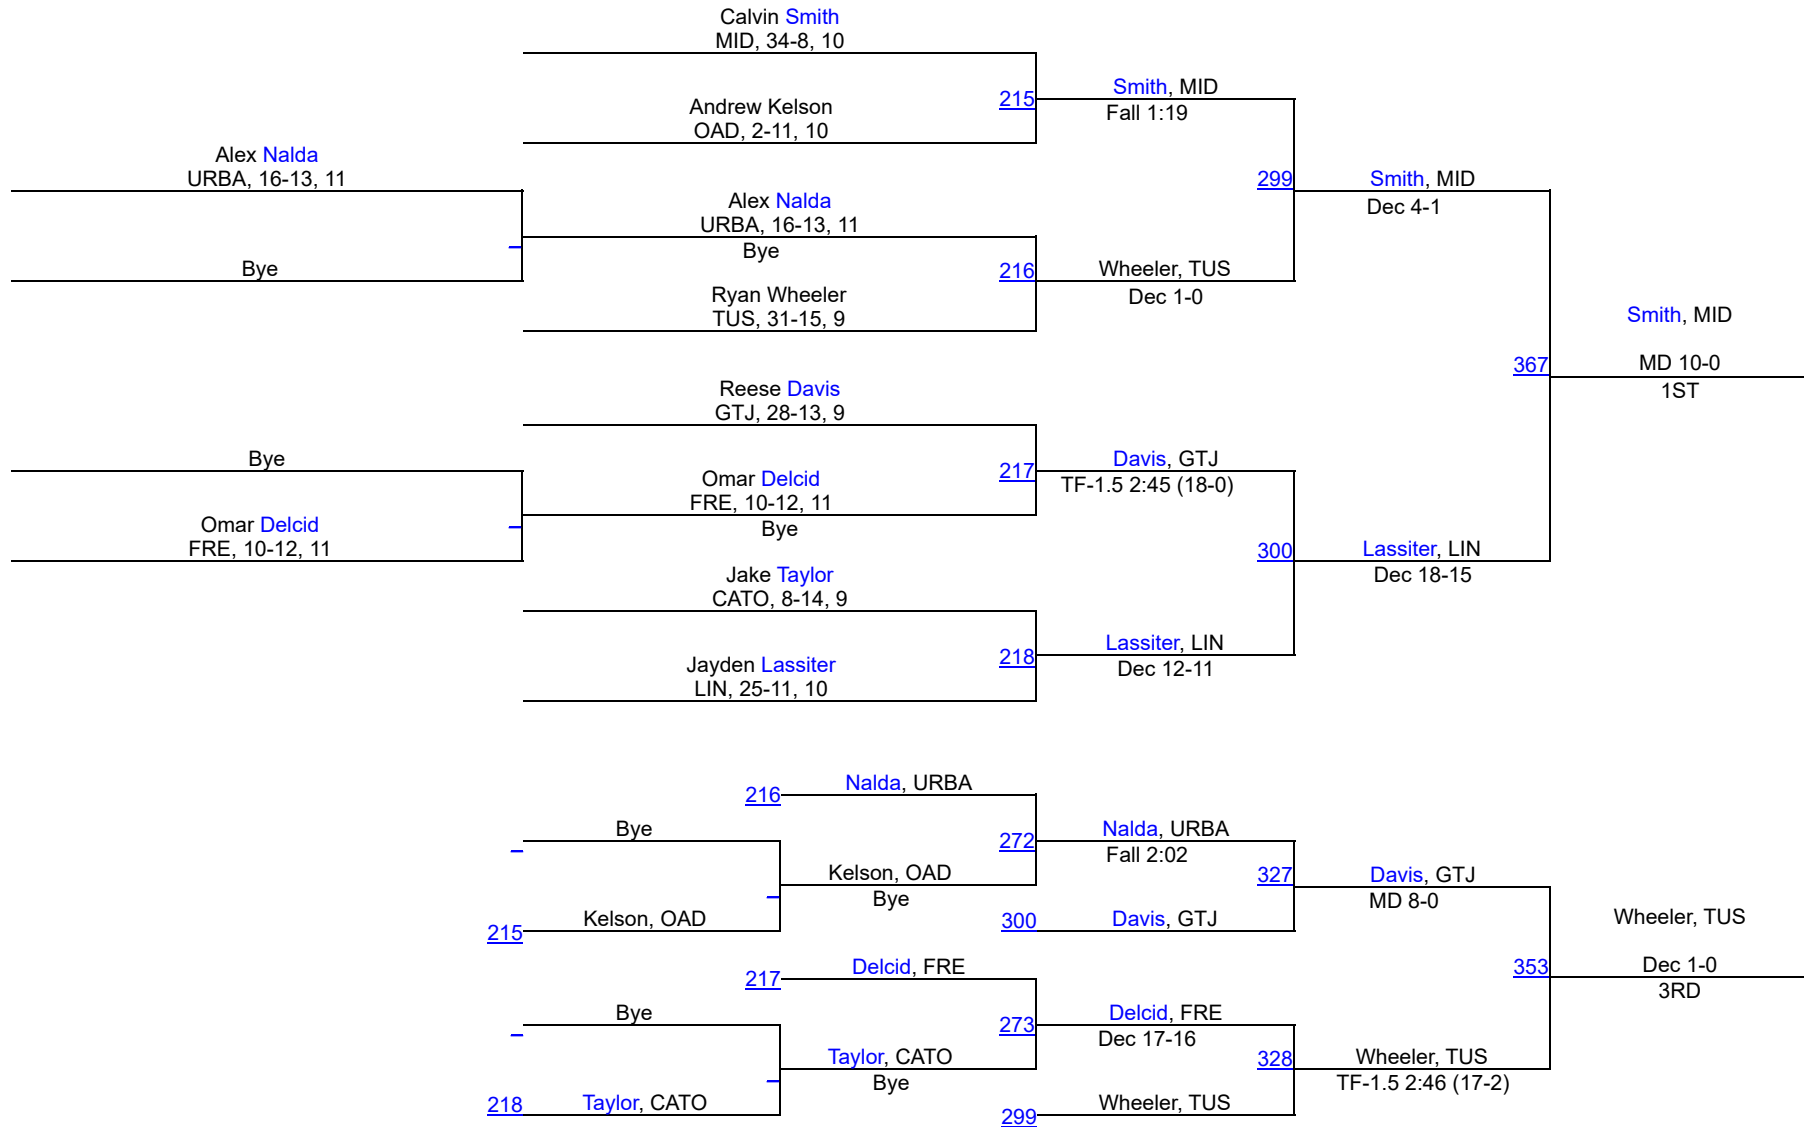 Calvin Smith
MID, 34-8, 10
Andrew Kelson
OAD, 2-11, 10
215
Smith, MID
Fall 1:19
Alex Nalda
URBA, 16-13, 11
Bye
Alex Nalda
URBA, 16-13, 11
Bye
Ryan Wheeler
TUS, 31-15, 9
216
Wheeler, TUS
Dec 1-0
299
Smith, MID
Dec 4-1
Reese Davis
GTJ, 28-13, 9
Bye
Omar Delcid
FRE, 10-12, 11
Omar Delcid
FRE, 10-12, 11
Bye
217
Davis, GTJ
TF-1.5 2:45 (18-0)
Jake Taylor
CATO, 8-14, 9
Jayden Lassiter
LIN, 25-11, 10
218
Lassiter, LIN
Dec 12-11
300
Lassiter, LIN
Dec 18-15
367
Smith, MID
MD 10-0
1ST
216
Nalda, URBA
Bye
215
Kelson, OAD
Kelson, OAD
Bye
272
Nalda, URBA
Fall 2:02
300
Davis, GTJ
327
Davis, GTJ
MD 8-0
217
Delcid, FRE
Bye
218
Taylor, CATO
Taylor, CATO
Bye
273
Delcid, FRE
Dec 17-16
299
Wheeler, TUS
328
Wheeler, TUS
TF-1.5 2:46 (17-2)
353
Wheeler, TUS
Dec 1-0
3RD